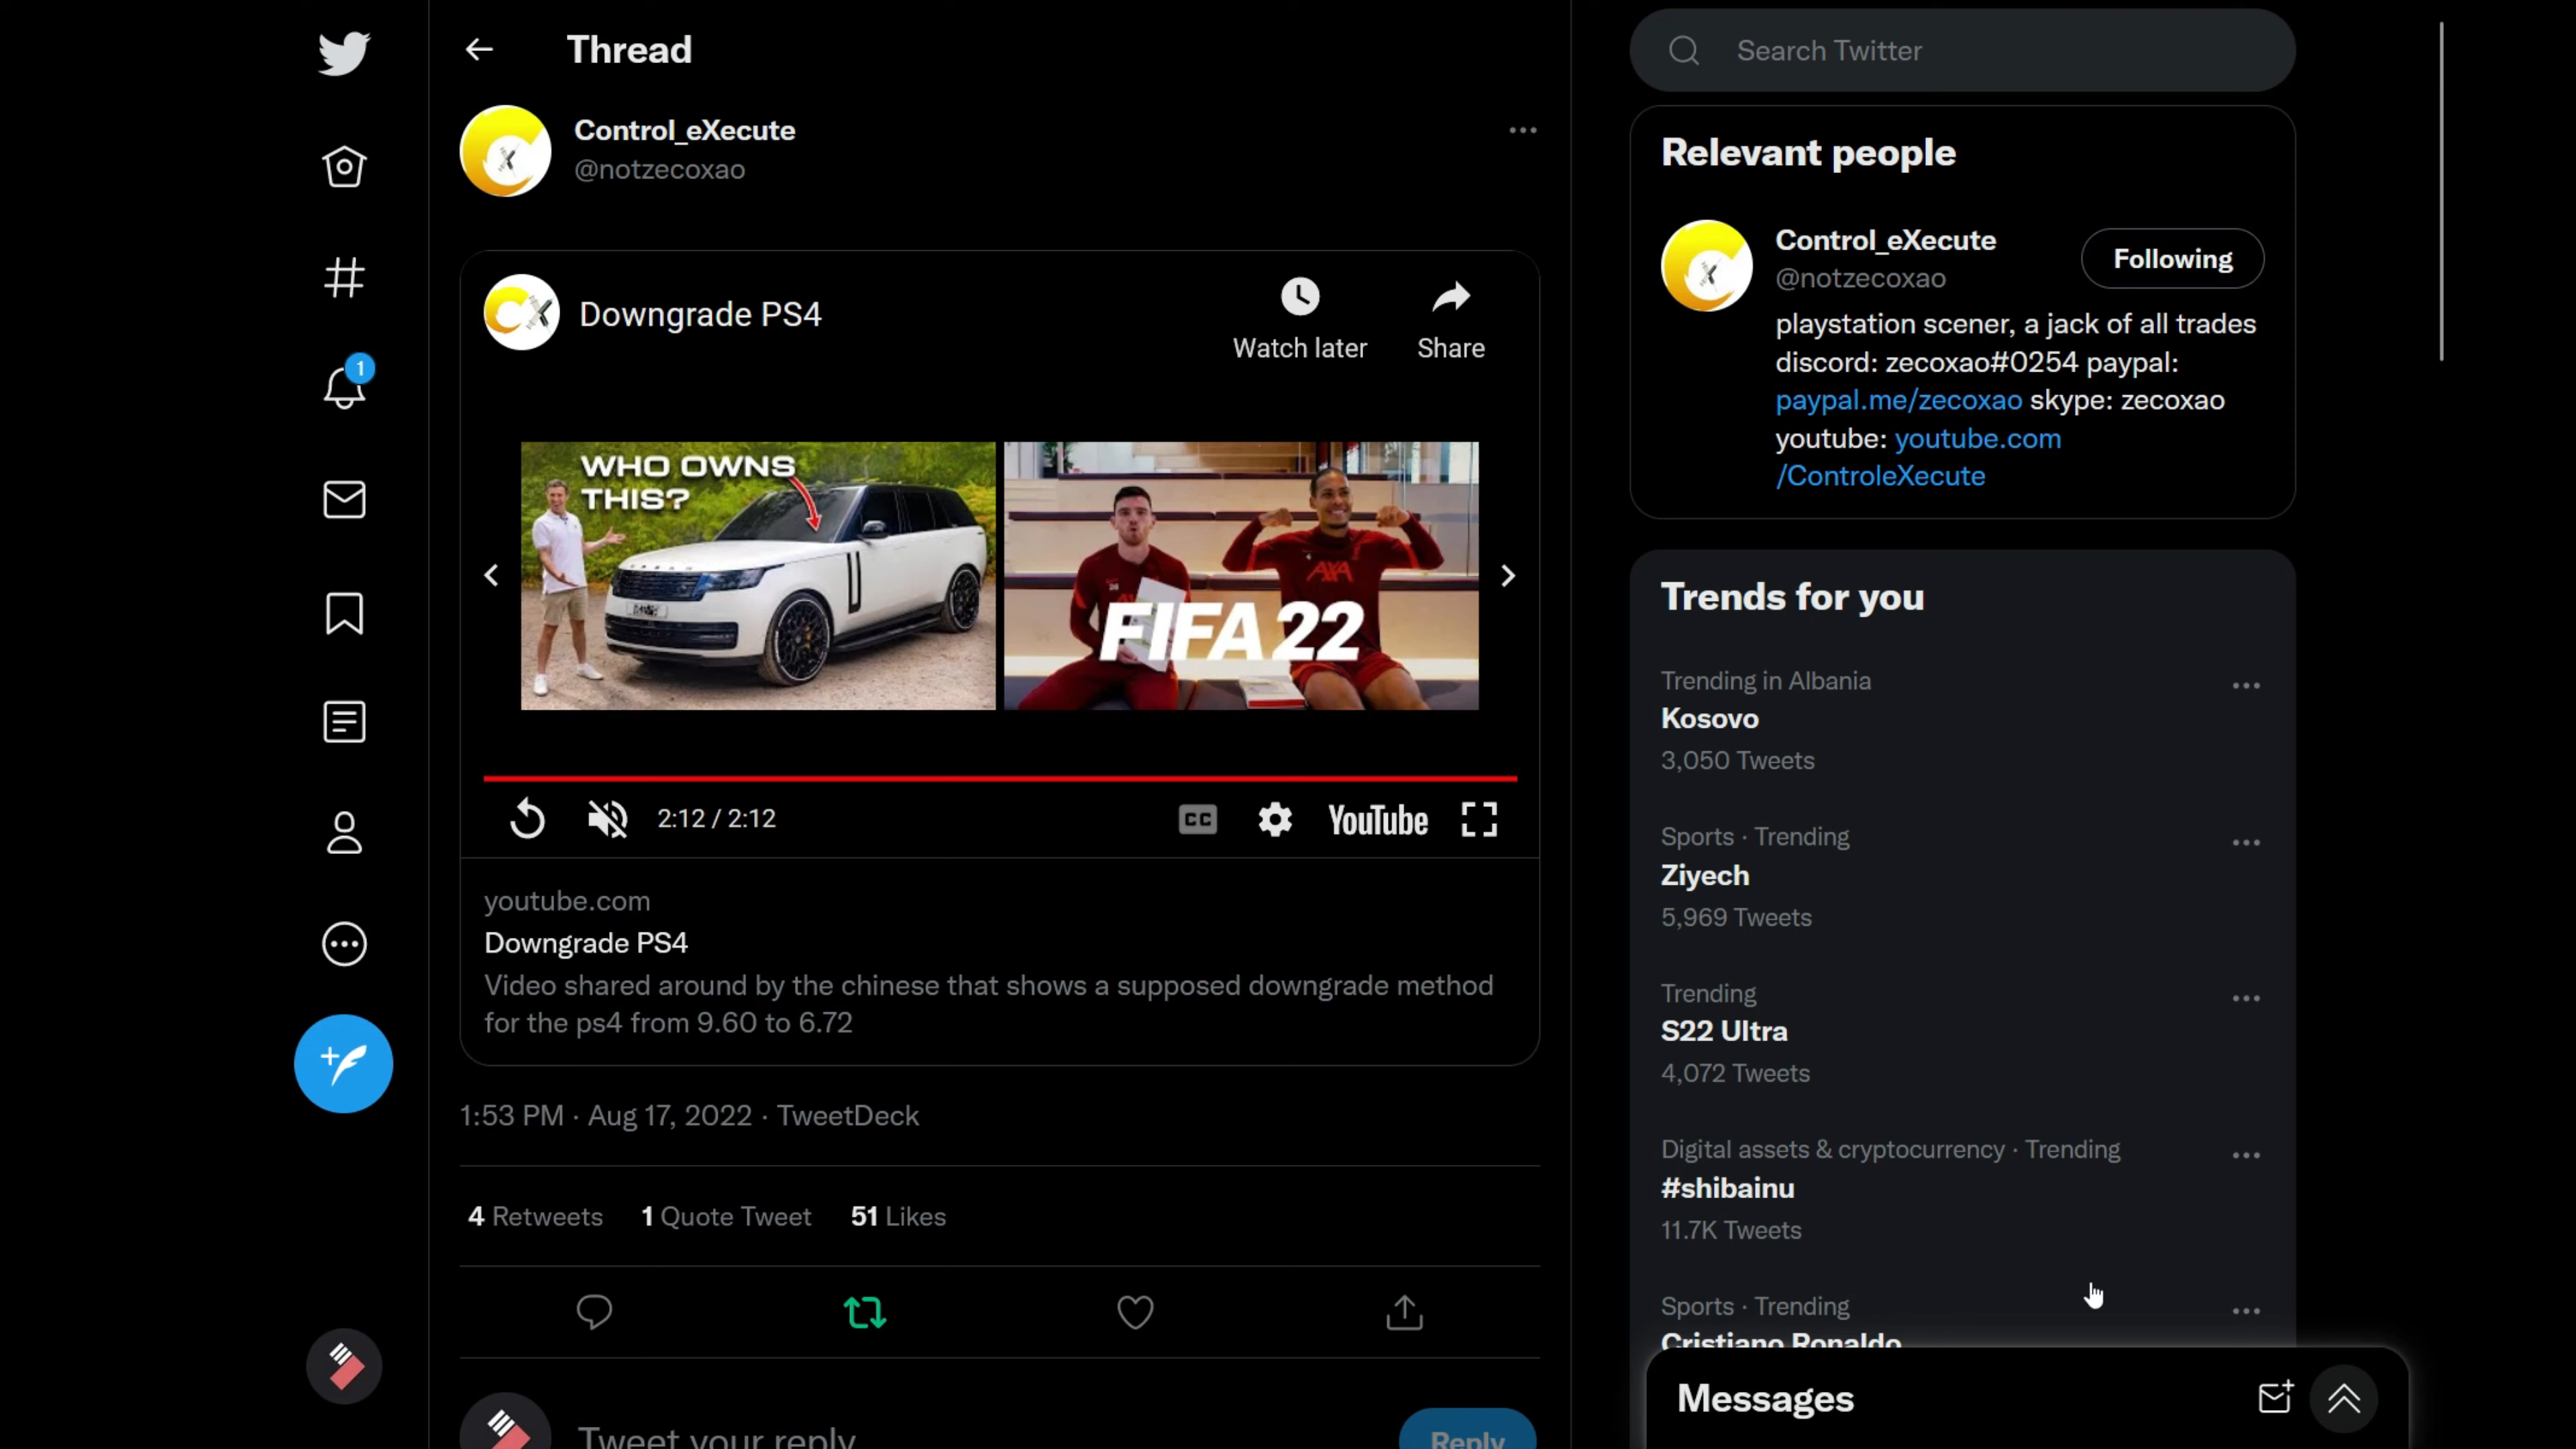 Thread
Control_eXecute
@notzecoxao
Downgrade PS4
Watch later
Share
WHO OWNS
THIS?
AXA
FIFA 22
2:12 / 2:12
CC
YouTube
youtube.com
Downgrade PS4
Video shared around by the chinese that shows a supposed downgrade method
for the ps4 from 9.60 to 6.72
1:53 PM · Aug 17, 2022 · TweetDeck
4 Retweets 1 Quote Tweet 51 Likes
Tweet your reply
Reply
1
Search Twitter
Relevant people
Control_eXecute
@notzecoxao
Following
playstation scener, a jack of all trades
discord: zecoxao#0254 paypal:
paypal.me/zecoxao skype: zecoxao
youtube: youtube.com
/ControleXecute
Trends for you
Trending in Albania
Kosovo
3,050 Tweets
Sports · Trending
Ziyech
5,969 Tweets
Trending
S22 Ultra
4,072 Tweets
Digital assets & cryptocurrency · Trending
#shibainu
11.7K Tweets
Sports · Trending
Cristiano Ronaldo
Messages